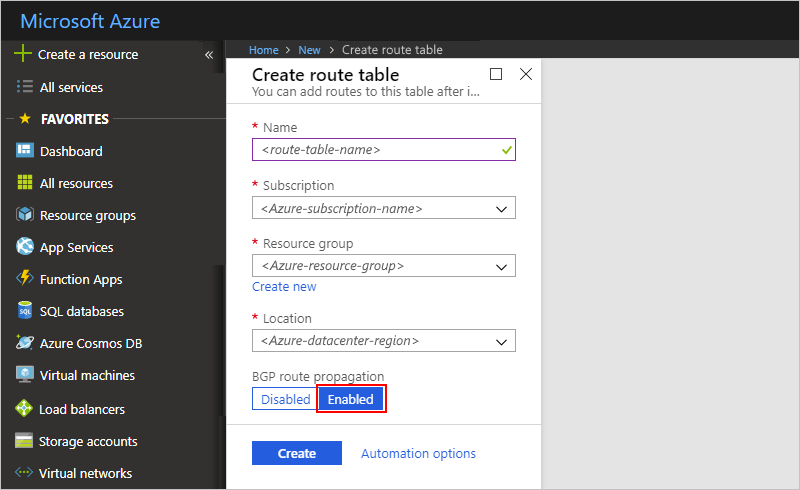 Microsoft Azure
Create a resource «
All services
FAVORITES
Dashboard
All resources
Resource groups
App Services
Function Apps
SQL databases
Azure Cosmos DB
Virtual machines
Load balancers
Storage accounts
Virtual networks
Home > New > Create route table
Create route table
You can add routes to this table after i...
* Name
<route-table-name>
* Subscription
<Azure-subscription-name>
* Resource group
<Azure-resource-group>
Create new
* Location
<Azure-datacenter-region>
BGP route propagation
Disabled Enabled
Create Automation options